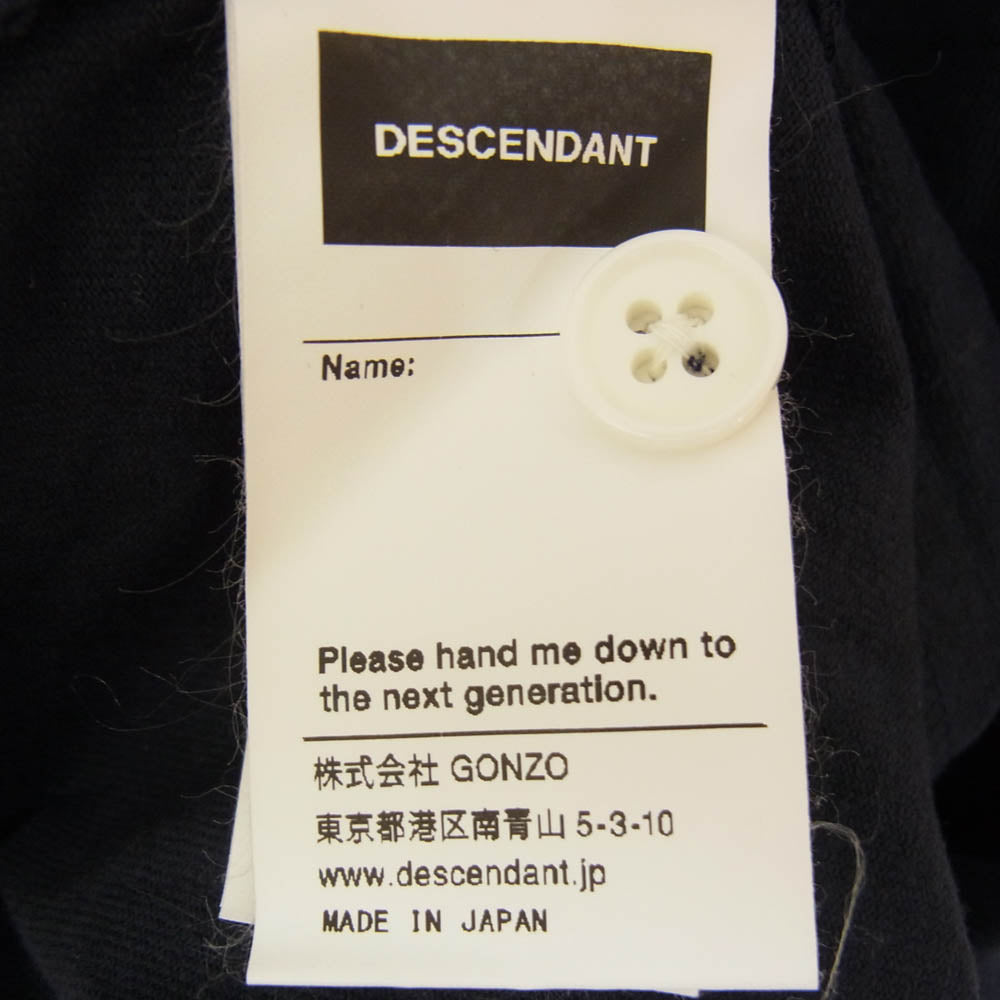 DESCENDANT
Name:
Please hand me down to
the next generation.
株式会社 GONZO
東京都港区南青山 5-3-10
www.descendant.jp
MADE IN JAPAN